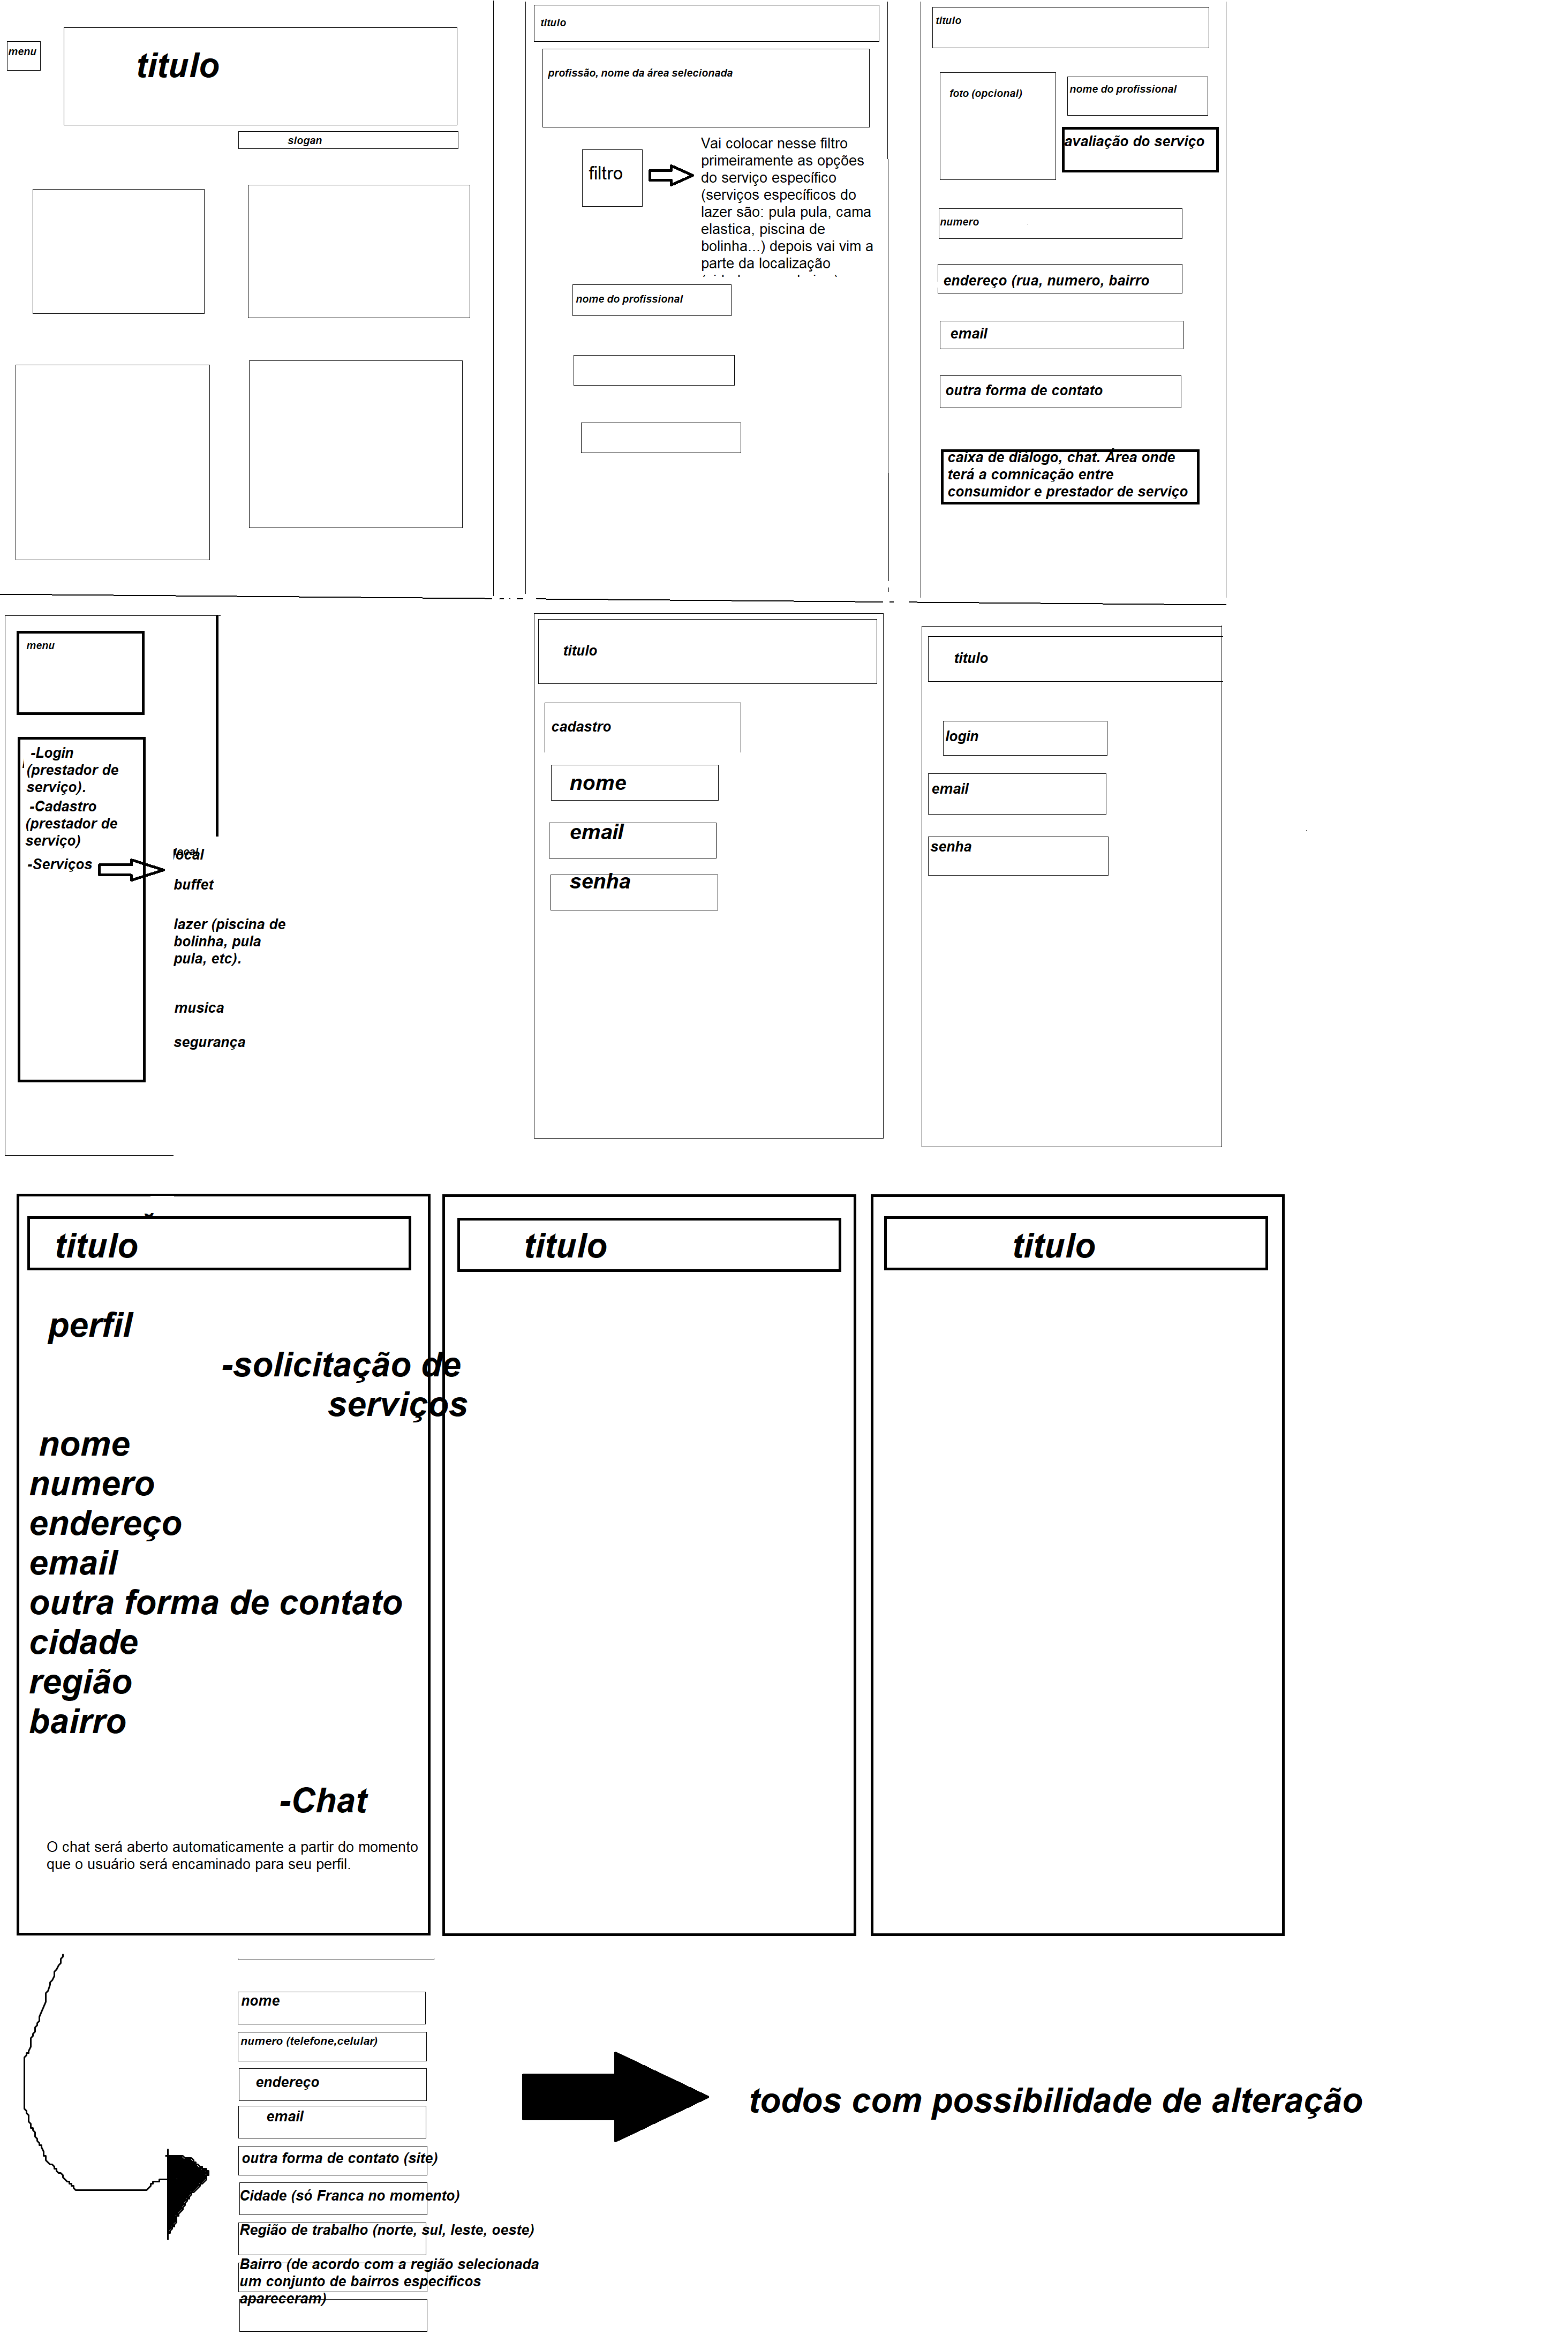 menu
titulo
slogan
titulo
profissão, nome da área selecionada
filtro
Vai colocar nesse filtro
primeiramente as opções
do serviço específico
(serviços específicos do
lazer são: pula pula, cama
elastica, piscina de
bolinha...) depois vai vim a
parte da localização
nome do profissional
titulo
foto (opcional)
nome do profissional
avaliação do serviço
numero
endereço (rua, numero, bairro
email
outra forma de contato
caixa de diálogo, chat. Área onde
terá a comnicação entre
consumidor e prestador de serviço
menu
-Login
(prestador de
serviço).
-Cadastro
(prestador de
serviço)
-Serviços
local
buffet
lazer (piscina de
bolinha, pula
pula, etc).
musica
segurança
titulo
cadastro
nome
email
senha
titulo
login
email
senha
titulo
perfil
-solicitação de
serviços
nome
numero
endereço
email
outra forma de contato
cidade
região
bairro
-Chat
O chat será aberto automaticamente a partir do momento
que o usuário será encaminado para seu perfil.
titulo
titulo
nome
numero (telefone,celular)
endereço
email
outra forma de contato (site)
Cidade (só Franca no momento)
Região de trabalho (norte, sul, leste, oeste)
Bairro (de acordo com a região selecionada
um conjunto de bairros especificos
apareceram)
todos com possibilidade de alteração